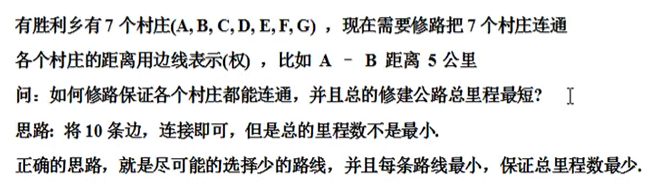 有胜利乡有7个村庄(A, B, C, D, E, F, G) ，现在需要修路把7个村庄连通
各个村庄的距离用边线表示(权) ，比如 A – B 距离 5公里
问：如何修路保证各个村庄都能连通，并且总的修建公路总里程最短?
思路: 将10条边，连接即可，但是总的里程数不是最小.
正确的思路，就是尽可能的选择少的路线，并且每条路线最小，保证总里程数最少.